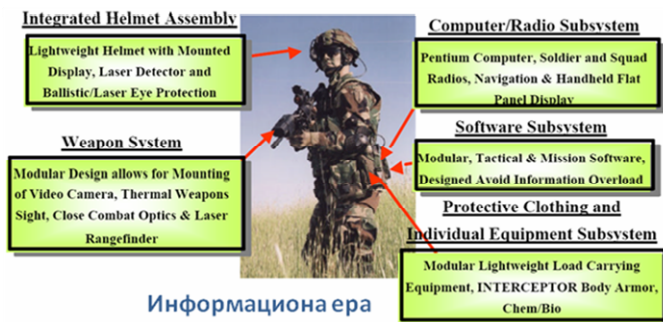 Integrated Helmet Assembly
Lightweight Helmet with Mounted
Display, Laser Detector and
Ballistic/Laser Eye Protection
Weapon System
Modular Design allows for Mounting
of Video Camera, Thermal Weapons
Sight, Close Combat Optics & Laser
Rangefinder
Computer/Radio Subsystem
Pentium Computer, Soldier and Squad
Radios, Navigation & Handheld Flat
Panel Display
Software Subsystem
Modular, Tactical & Mission Software,
Designed Avoid Information Overload
Protective Clothing and
Individual Equipment Subsystem
Modular Lightweight Load Carrying
Equipment, INTERCEPTOR Body Armor,
Chem/Bio
Информациона ера